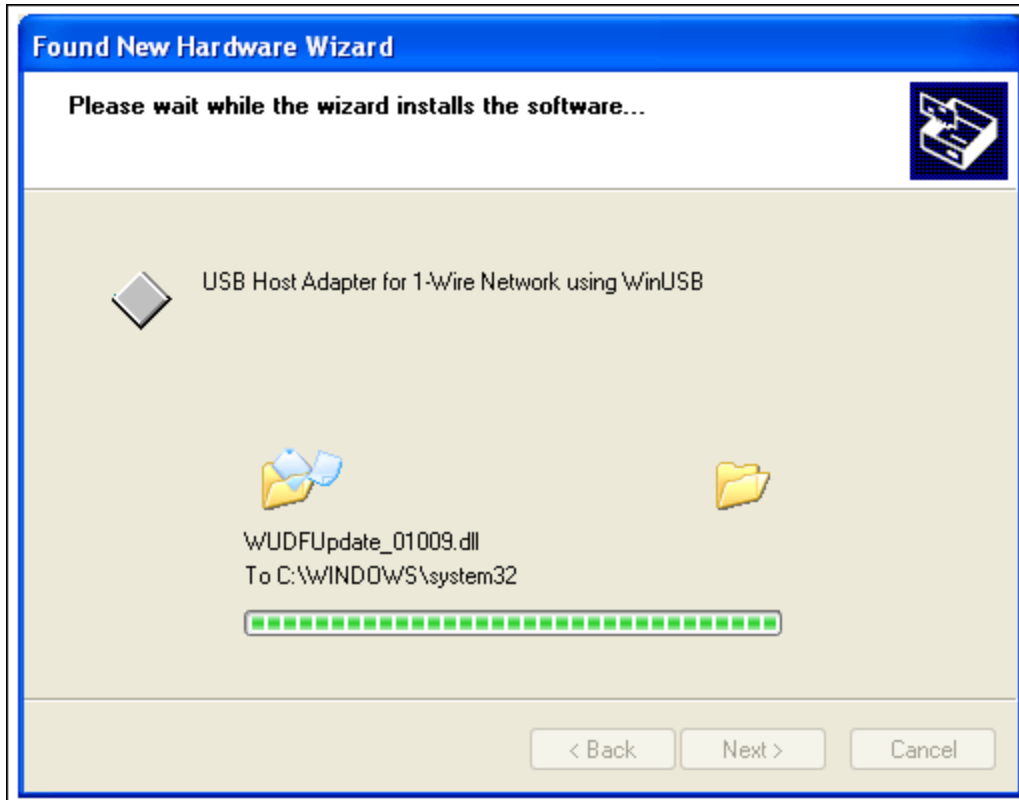 Found New Hardware Wizard
Please wait while the wizard installs the software...
USB Host Adapter for 1-Wire Network using WinUSB
WUDFUpdate_01009.dll
To C:\WINDOWS\system32
< Back
Next >
Cancel